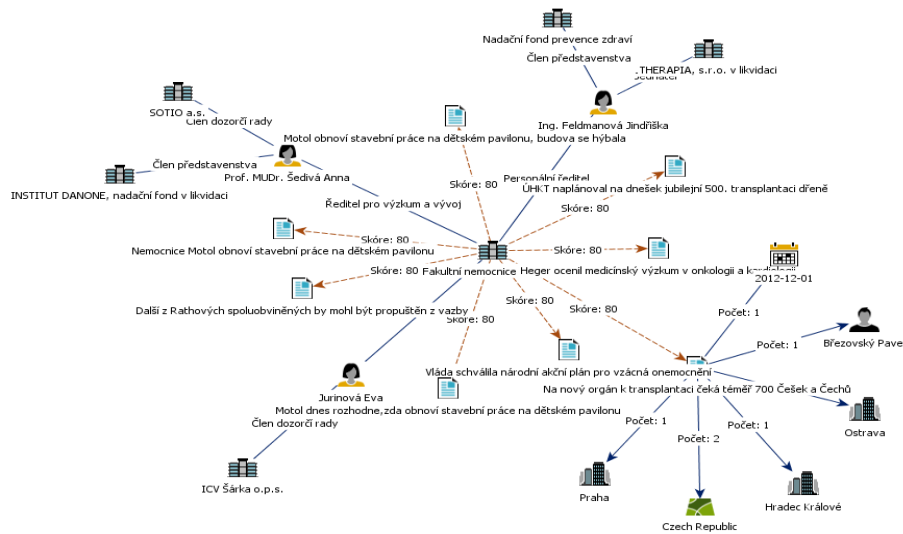 Nadační fond prevence zdraví
Člen představenstva
THERAPIA, s.r.o. v likvidaci
SOTIO a.s.
Člen dozorčí rady
Ing. Feldmanová Jindřiška
Motol obnoví stavební práce na dětském pavilonu, budova se hýbala
Člen představenstva
Prof. MUDr. Šedivá Anna
INSTITUT DANONE, nadační fond v likvidaci
Skóre: 80
Personální ředitel
ÚHKT naplánoval na dnešek jubilejní 500. transplantaci dřeně
Ředitel pro výzkum a vývoj
Skóre: 80
Skóre: 80
Nemocnice Motol obnoví stavební práce na dětském pavilonu
Skóre: 80
Skóre: 80
Fakultní nemocnice
Heger ocenil medicínský výzkum v onkologii a kardiologii
2012-12-01
Další z Rathových spoluobviněných by mohl být propuštěn z vazby
Skóre: 80
Skóre: 80
Skóre: 80
Počet: 1
Počet: 1
Březovský Pave
Vláda schválila národní akční plán pro vzácná onemocnění
Na nový orgán k transplantaci čeká téměř 700 Češek a Čechů
Jurinová Eva
Motol dnes rozhodne,zda obnoví stavební práce na dětském pavilonu
Člen dozorčí rady
Počet: 1
Počet: 1
Ostrava
Počet: 2
ICV Šárka o.p.s.
Praha
Hradec Králové
Czech Republic